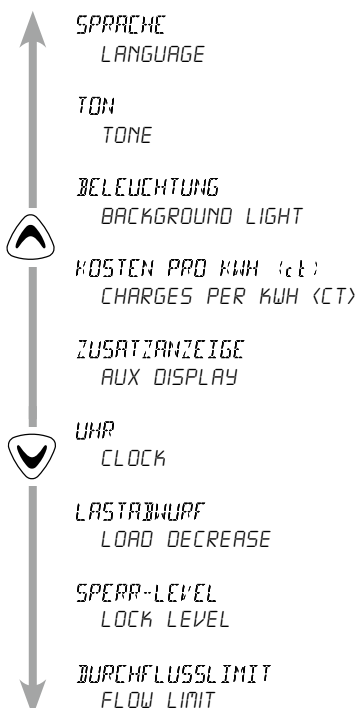 SPRACHE
LANGUAGE
TON
TONE
BELEUCHTUNG
BACKGROUND LIGHT
KOSTEN PRO KWH (ct)
CHARGES PER KWH (CT)
ZUSATZANZEIGE
AUX DISPLAY
UHR
CLOCK
LASTABWURF
LOAD DECREASE
SPERR-LEVEL
LOCK LEVEL
DURCHFLUSSLIMIT
FLOW LIMIT